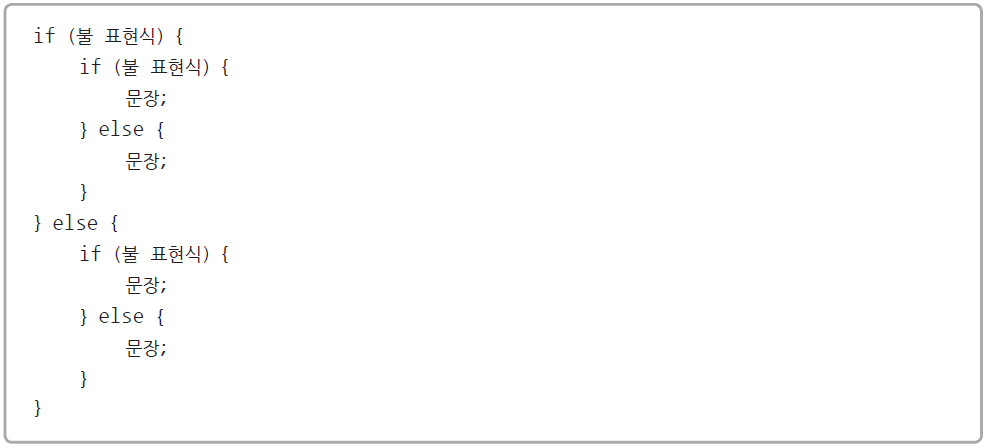 if (불 표현식) {
    if (불 표현식) {
        문장;
    } else {
        문장;
    }
} else {
    if (불 표현식) {
        문장;
    } else {
        문장;
    }
}